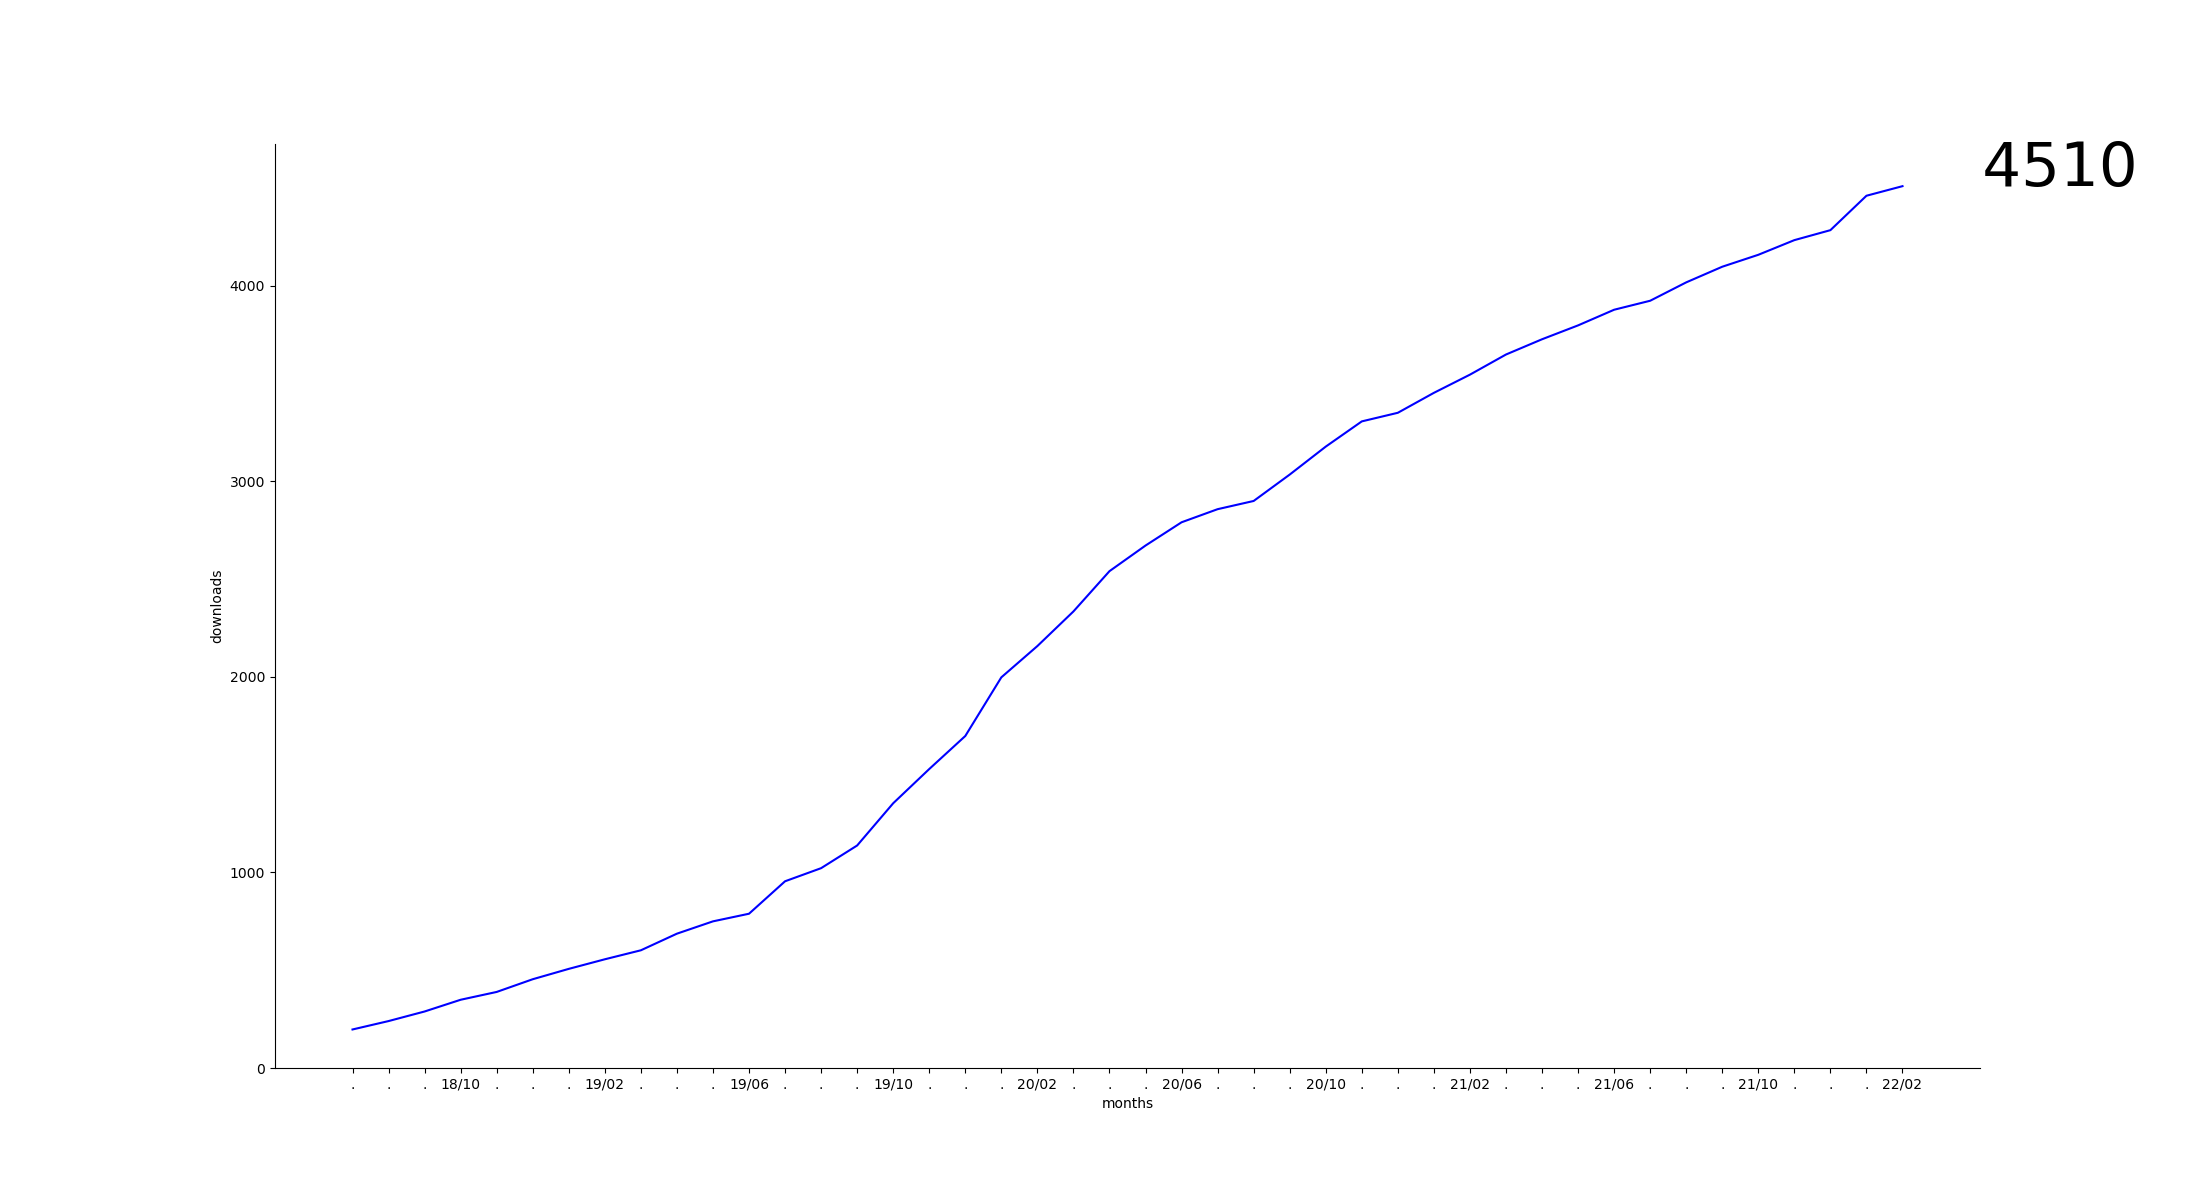 4510
4000
3000
2000
1000
0
downloads
. . . 18/10 . . . 19/02 . . . 19/06 . . . 19/10 . . . 20/02 . . . 20/06 . . . 20/10 . . . 21/02 . . . 21/06 . . . 21/10 . . . 22/02
months